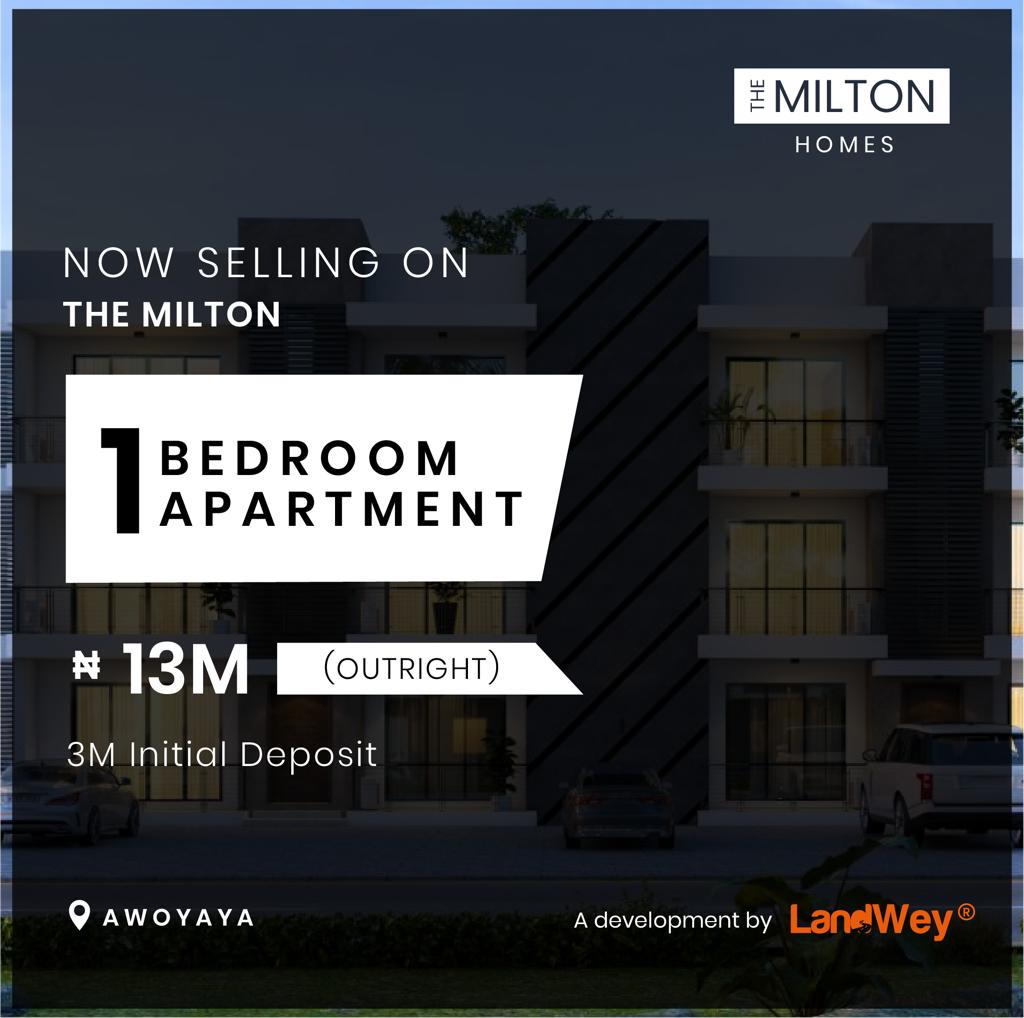 THE MILTON
HOMES
NOW SELLING ON
THE MILTON
1 BEDROOM
APARTMENT
₦ 13M (OUTRIGHT)
3M Initial Deposit
AWOYAYA
A development by LandWey®